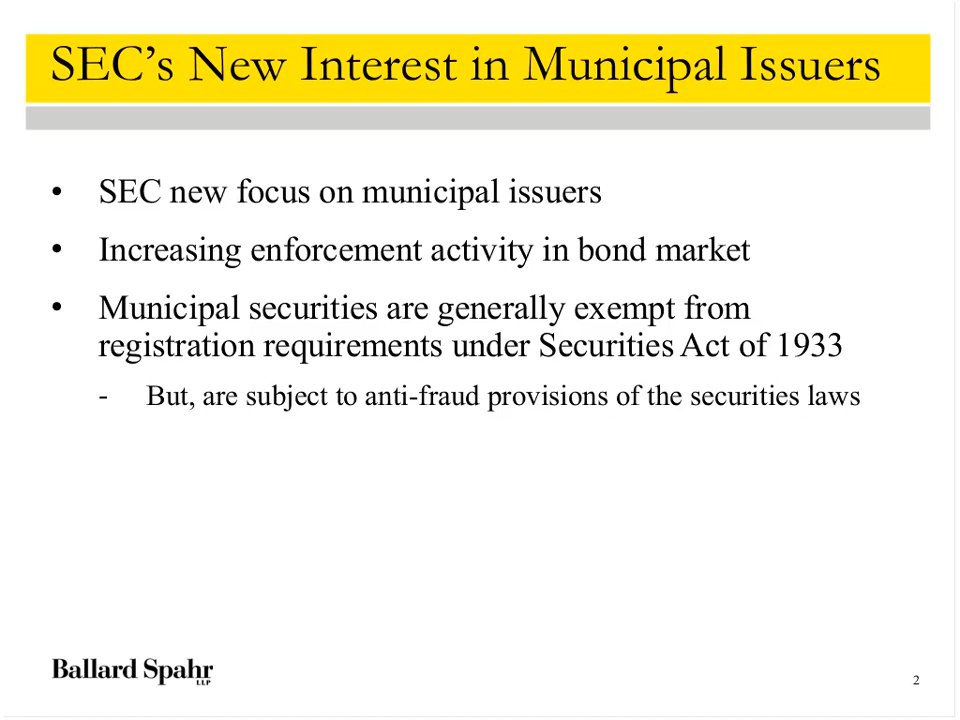 SEC’s New Interest in Municipal Issuers
• SEC new focus on municipal issuers
• Increasing enforcement activity in bond market
• Municipal securities are generally exempt from
registration requirements under Securities Act of 1933
- But, are subject to anti-fraud provisions of the securities laws
Ballard Spahr
LLP
2